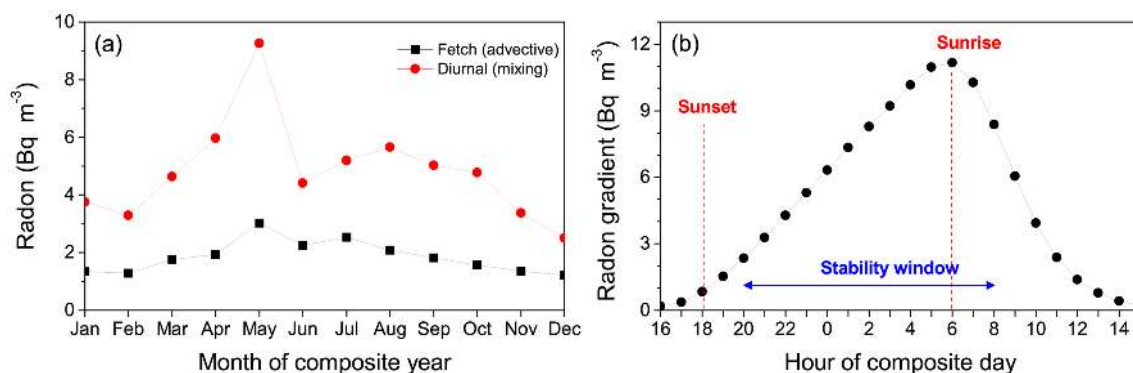 (a)
Fetch (advective)
Diurnal (mixing)
Radon (Bq m⁻³)
10
8
6
4
2
0
Jan Feb Mar Apr May Jun Jul Aug Sep Oct Nov Dec
Month of composite year
(b)
Sunrise
Sunset
Stability window
Radon gradient (Bq m⁻³)
12
9
6
3
0
16 18 20 22 0 2 4 6 8 10 12 14
Hour of composite day